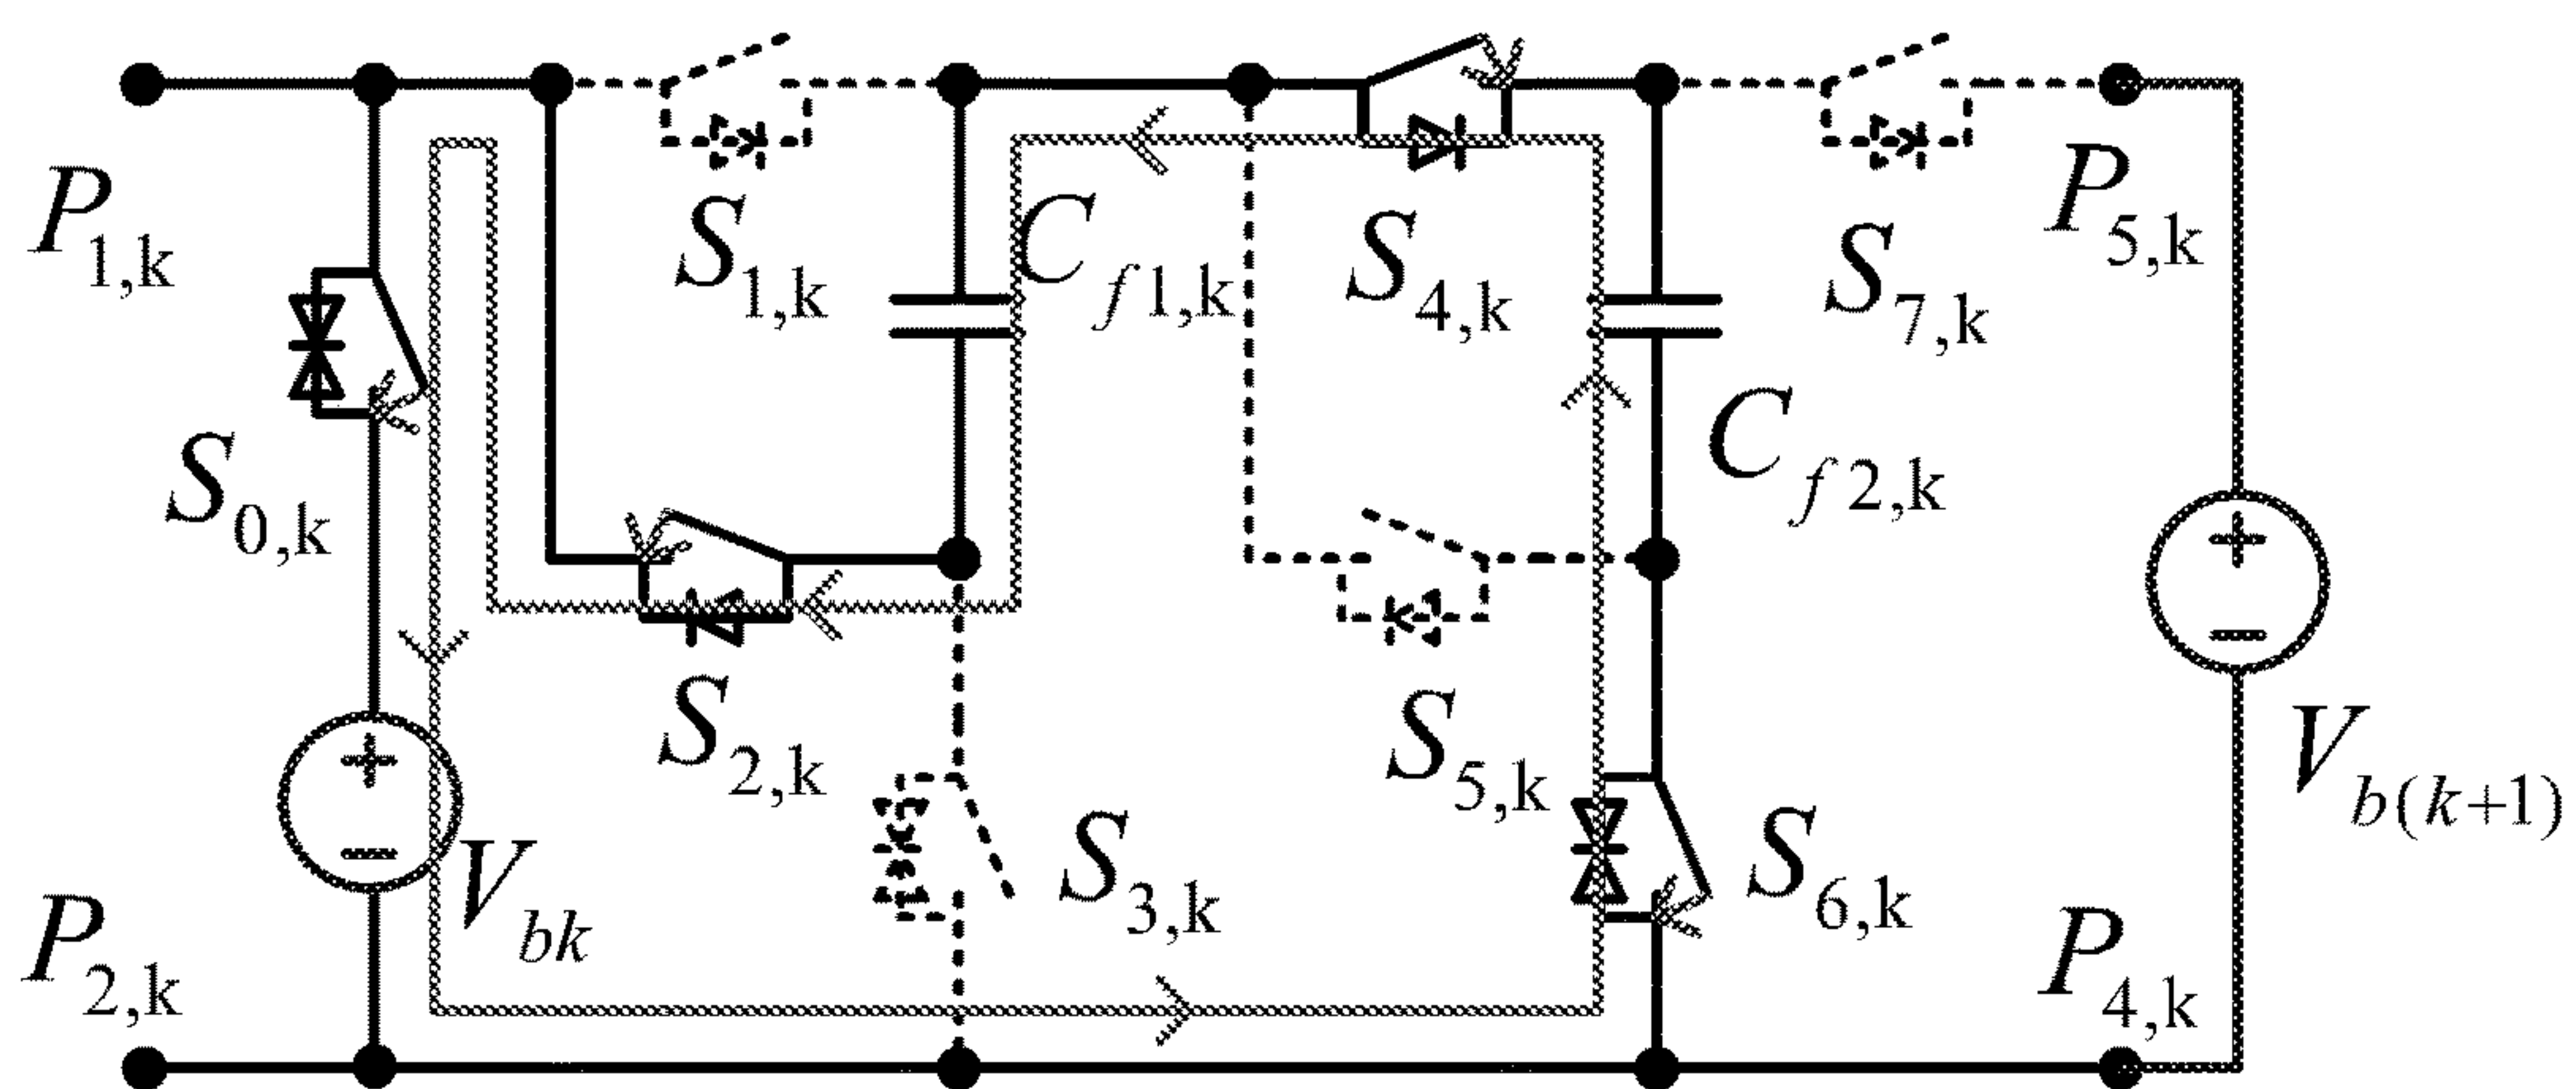 P1,k
S1,k
Cf1,k
S4,k
S7,k
P5,k
S0,k
Cf2,k
S2,k
S5,k
S3,k
S6,k
Vb(k+1)
+
−
+
−
Vbk
P2,k
P4,k